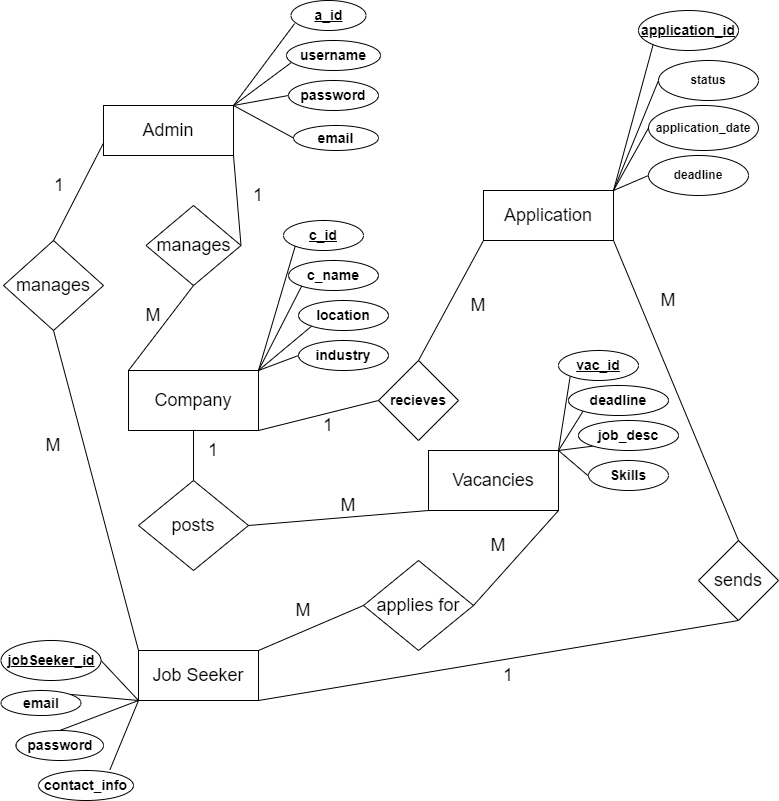 a_id
username
password
email
Admin
1
1
manages
manages
M
M
application_id
status
application_date
deadline
Application
M
M
c_id
c_name
location
industry
Company
1
1
recieves
vac_id
deadline
job_desc
Skills
Vacancies
M
posts
M
applies for
M
sends
1
Job Seeker
jobSeeker_id
email
password
contact_info